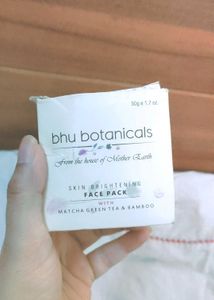 50g x 1.7 oz.
bhu botanicals
From the house of Mother Earth
SKIN BRIGHTENING
FACE PACK
WITH
MATCHA GREEN TEA & BAMBOO